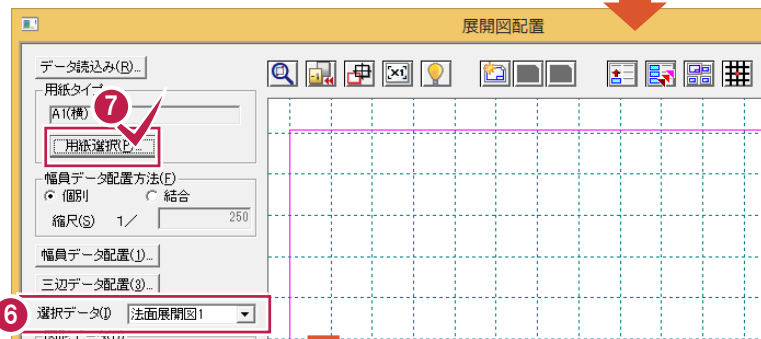 展開図配置
データ読込み(R)...
用紙タイプ
A1(横)
7
用紙選択(P)...
幅員データ配置方法(F)
個別 結合
縮尺(S) 1／ 250
幅員データ配置(1)...
三辺データ配置(3)...
6
選択データ(I) 法面展開図1